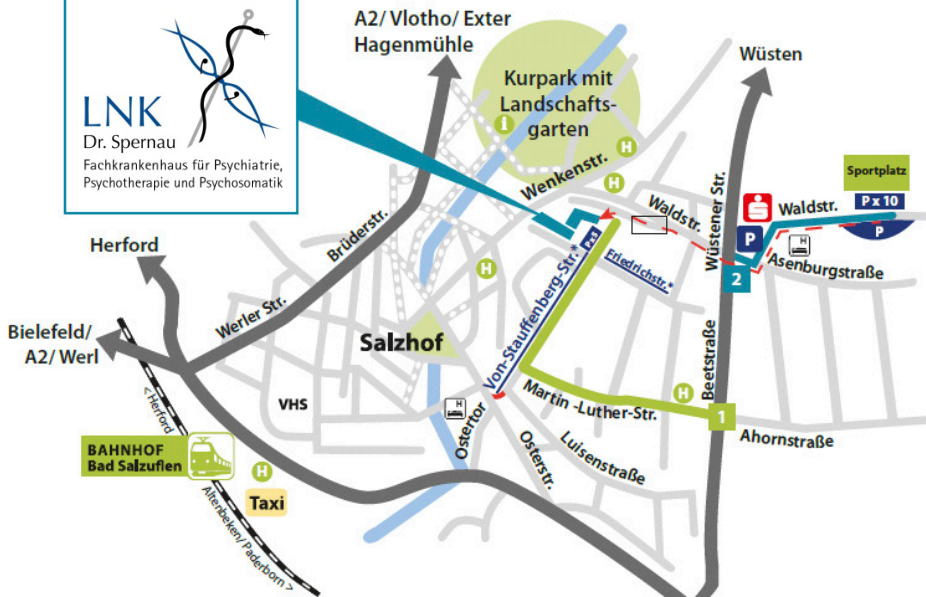 LNK
Dr. Spernau
Fachkrankenhaus für Psychiatrie,
Psychotherapie und Psychosomatik
A2/ Vlotho/ Exter
Hagenmühle
Kurpark mit
Landschafts-
garten
i
H
H
Wüsten
Wenkenstr.
Waldstr.
Wüstener Str.
Waldstr.
Sportplatz
P x 10
P
P
H
Asenburgstraße
2
Herford
Brüderstr.
Werler Str.
Bielefeld/
A2/ Werl
H
Salzhof
Von-Stauffenberg-Str.*
Px5
Friedrichstr.*
Beetstraße
H
Martin -Luther-Str.
1
Ahornstraße
VHS
H
Ostertor
Osterstr.
Luisenstraße
<Herford
BAHNHOF
Bad Salzuflen
H
Taxi
Altenbeken/ Paderborn >